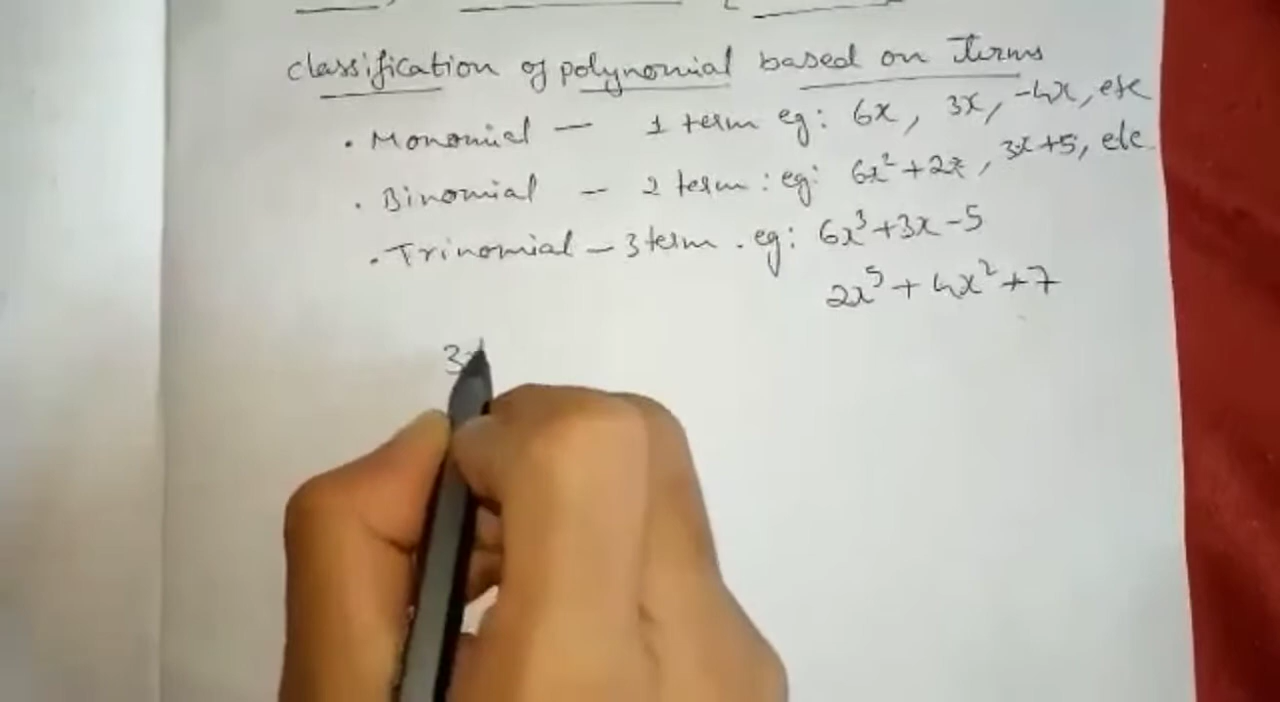 classification of polynomial based on Terms
. Monomial — 1 term eg: 6x, 3x, -4x, etc
. Binomial — 2 term: eg: 6x²+2x, 3x+5, etc
. Trinomial — 3 term. eg: 6x³+3x-5
2x⁵+4x²+7
3x